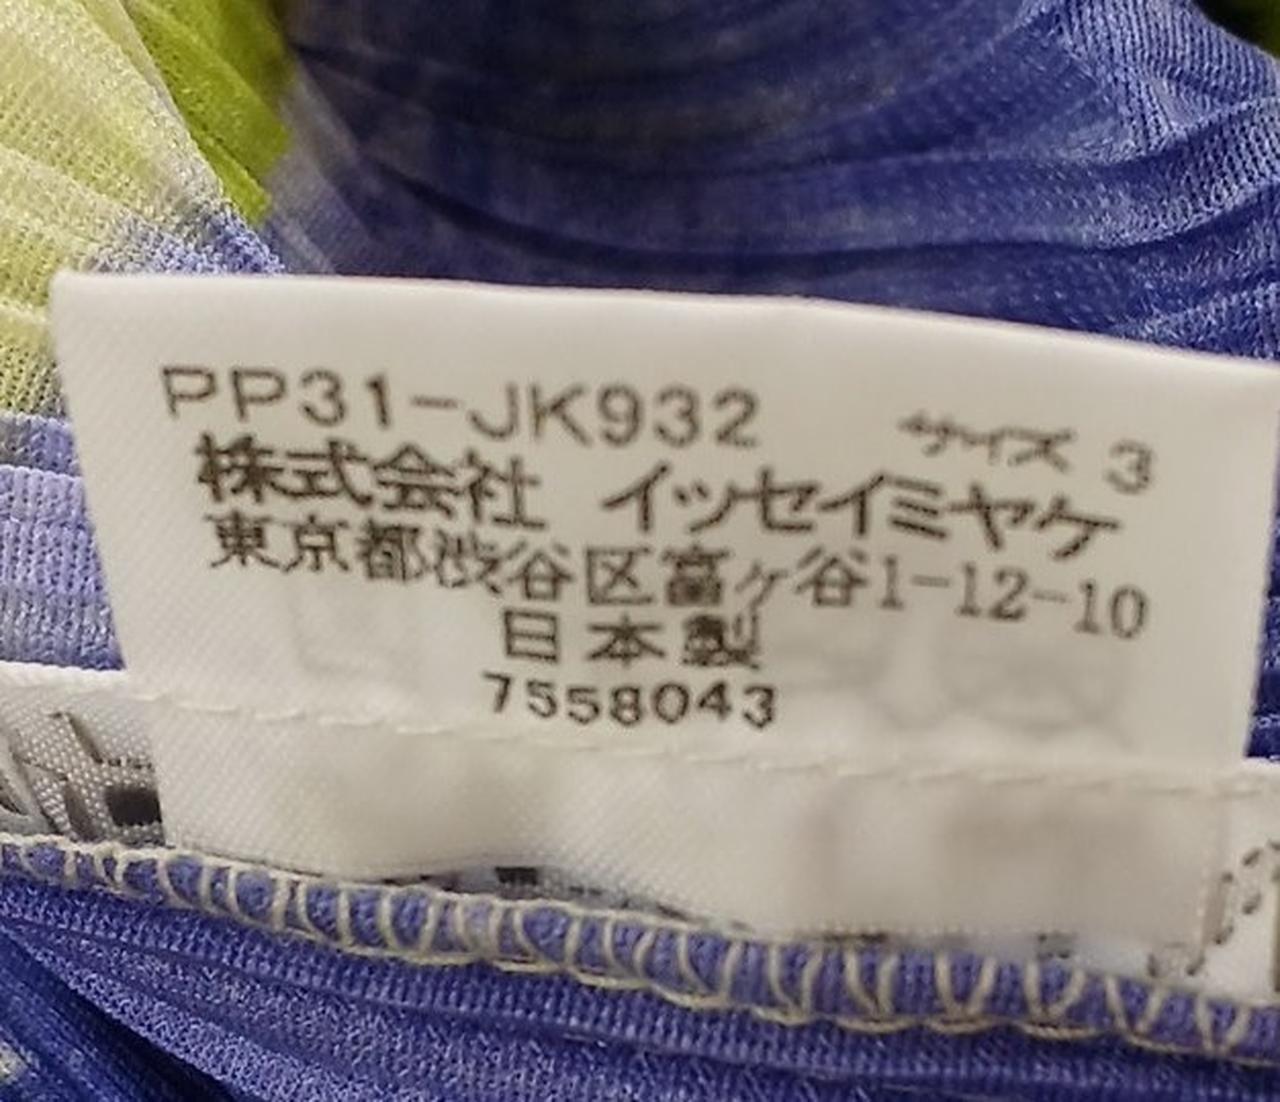 PP31-JK932 サイズ 3
株式会社 イッセイミヤケ
東京都渋谷区富ヶ谷1-12-10
日本製
7558043